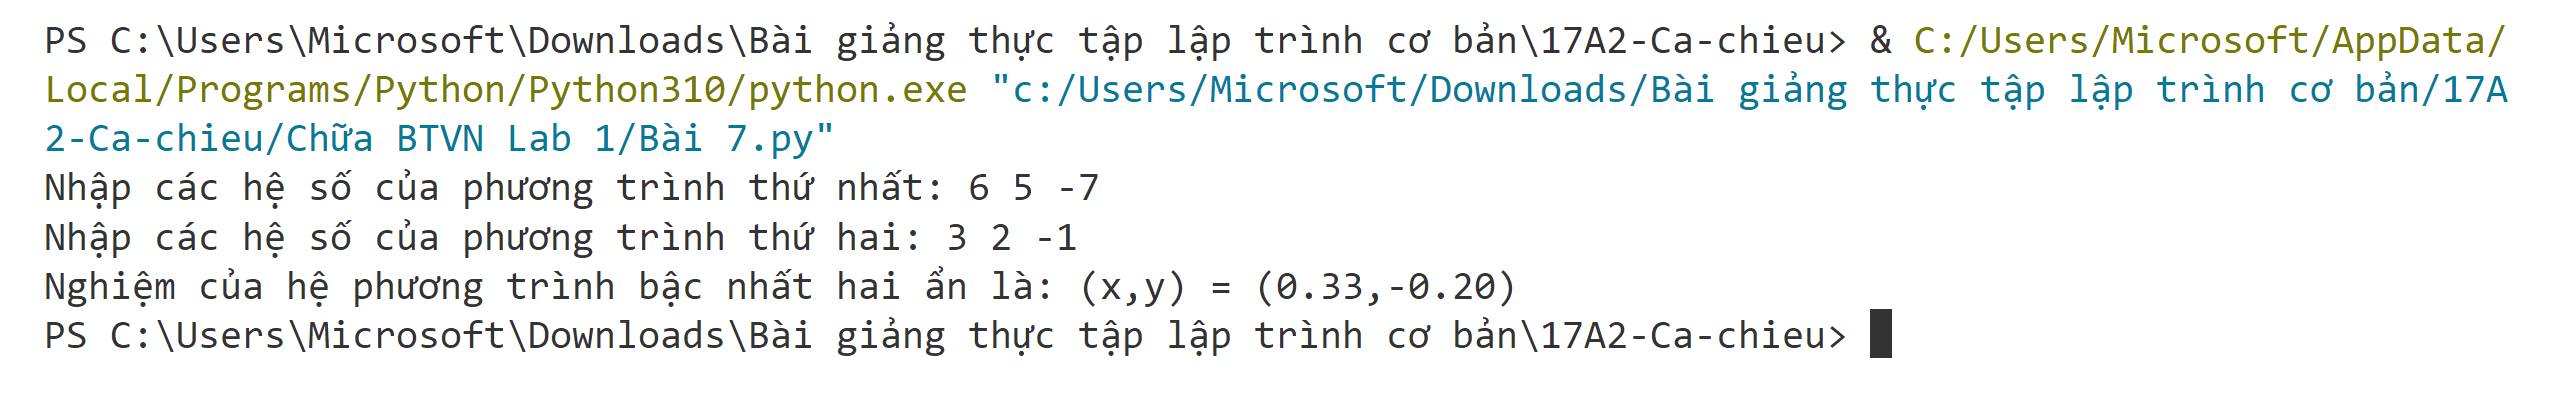 PS C:\Users\Microsoft\Downloads\Bài giảng thực tập lập trình cơ bản\17A2-Ca-chieu> & C:/Users/Microsoft/AppData/
Local/Programs/Python/Python310/python.exe "c:/Users/Microsoft/Downloads/Bài giảng thực tập lập trình cơ bản/17A
2-Ca-chieu/Chữa BTVN Lab 1/Bài 7.py"
Nhập các hệ số của phương trình thứ nhất: 6 5 -7
Nhập các hệ số của phương trình thứ hai: 3 2 -1
Nghiệm của hệ phương trình bậc nhất hai ẩn là: (x,y) = (0.33,-0.20)
PS C:\Users\Microsoft\Downloads\Bài giảng thực tập lập trình cơ bản\17A2-Ca-chieu>